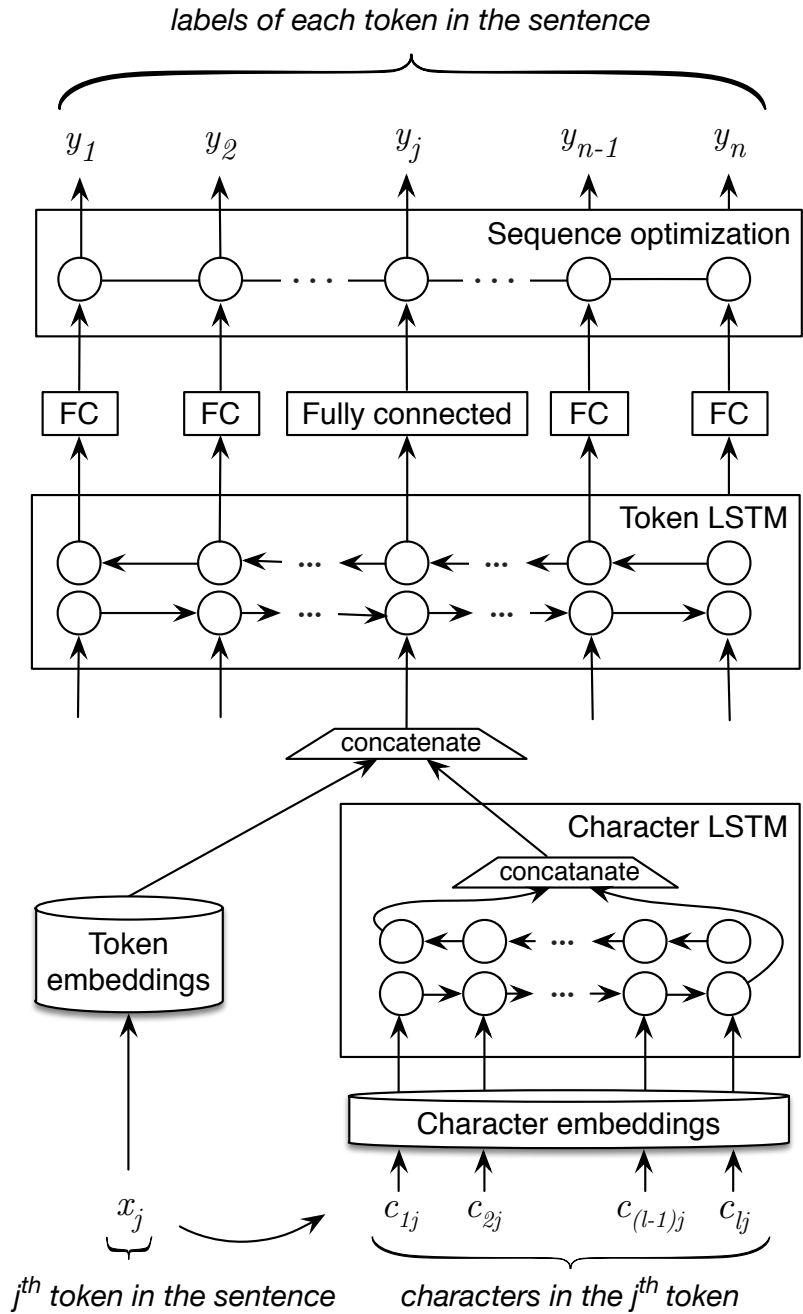 labels of each token in the sentence
y1 y2 yj yn-1 yn
Sequence optimization
... ...
FC FC Fully connected FC FC
Token LSTM
... ...
... ...
concatenate
Character LSTM
concatanate
Token
embeddings
...
...
Character embeddings
xj c1j c2j c(l-1)j clj
jth token in the sentence characters in the jth token